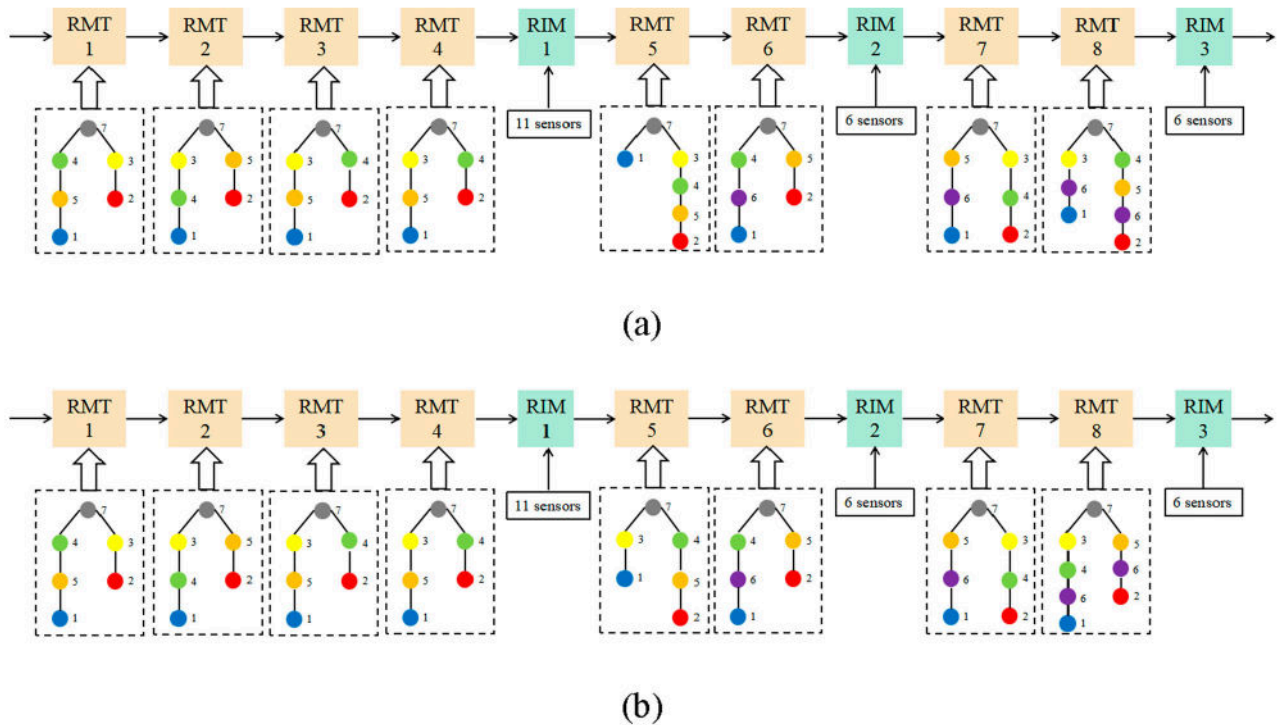 RMT RMT RMT RMT RIM RMT RMT RIM RMT RMT RIM
1 2 3 4 1 5 6 2 7 8 3
11 sensors 6 sensors 6 sensors
7 7 7 7 7 7 7 7
4 3 3 5 3 4 3 4 1 3 4 5 5 3 3 4
5 2 4 2 5 2 5 2 4 6 2 6 4 6 5
1 1 1 1 5 1 1 2 1 6
2 2
(a)
RMT RMT RMT RMT RIM RMT RMT RIM RMT RMT RIM
1 2 3 4 1 5 6 2 7 8 3
11 sensors 6 sensors 6 sensors
7 7 7 7 7 7 7 7
4 3 3 5 3 4 3 4 3 4 4 5 5 3 3 5
5 2 4 2 5 2 5 2 1 5 6 2 6 4 4 6
1 1 1 1 2 1 1 2 6 2
1
(b)